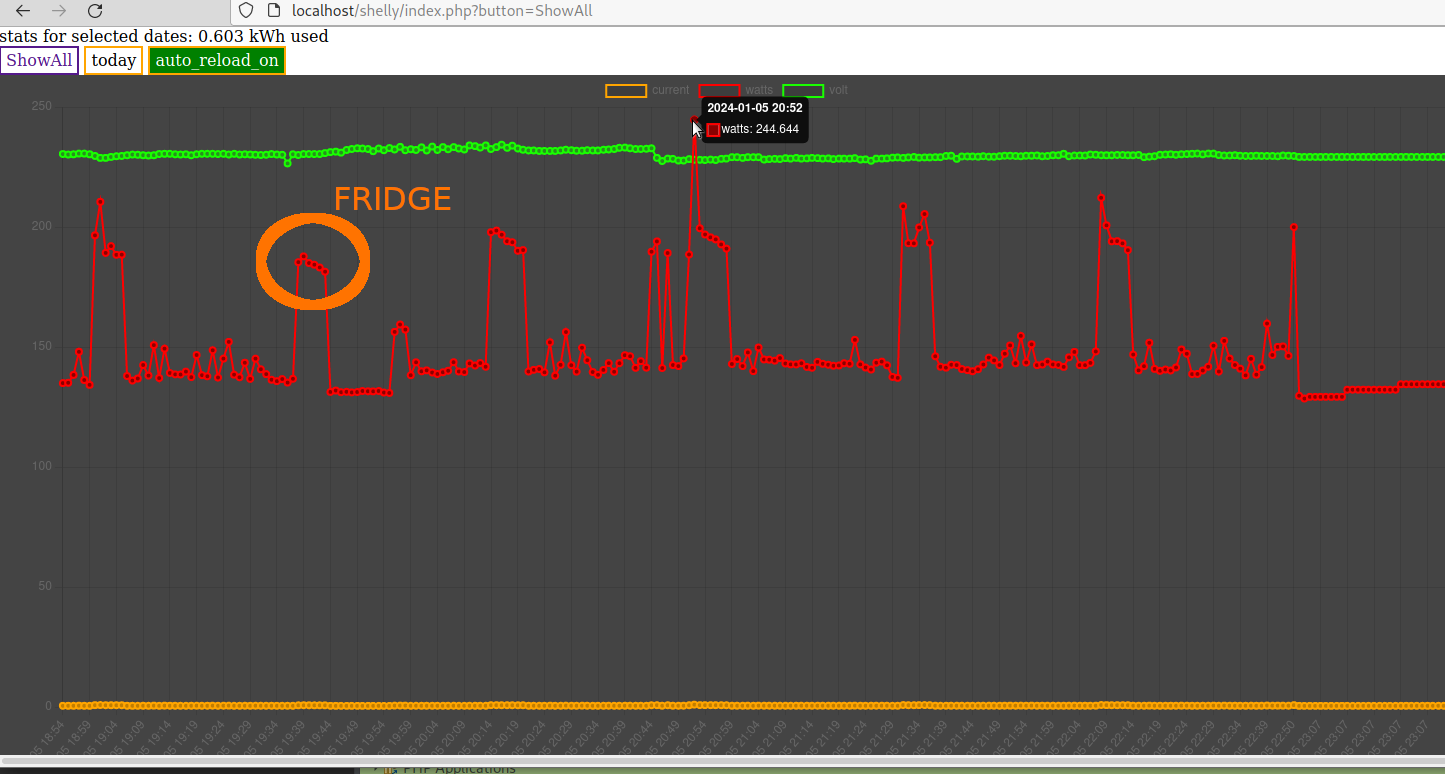 localhost/shelly/index.php?button=ShowAll
stats for selected dates: 0.603 kWh used
ShowAll today auto_reload_on
current watts volt
2024-01-05 20:52
watts: 244.644
FRIDGE
250
200
150
100
50
0
05 18:54 05 18:59 05 19:04 05 19:09 05 19:14 05 19:19 05 19:24 05 19:29 05 19:34 05 19:39 05 19:44 05 19:49 05 19:54 05 19:59 05 20:04 05 20:09 05 20:14 05 20:19 05 20:24 05 20:29 05 20:34 05 20:39 05 20:44 05 20:49 05 20:54 05 20:59 05 21:04 05 21:09 05 21:14 05 21:19 05 21:24 05 21:29 05 21:34 05 21:39 05 21:44 05 21:49 05 21:54 05 21:59 05 22:04 05 22:09 05 22:14 05 22:19 05 22:24 05 22:29 05 22:34 05 22:39 05 22:50 05 23:07 05 23:07 05 23:07 05 23:07 05 23:07
PHP Applications